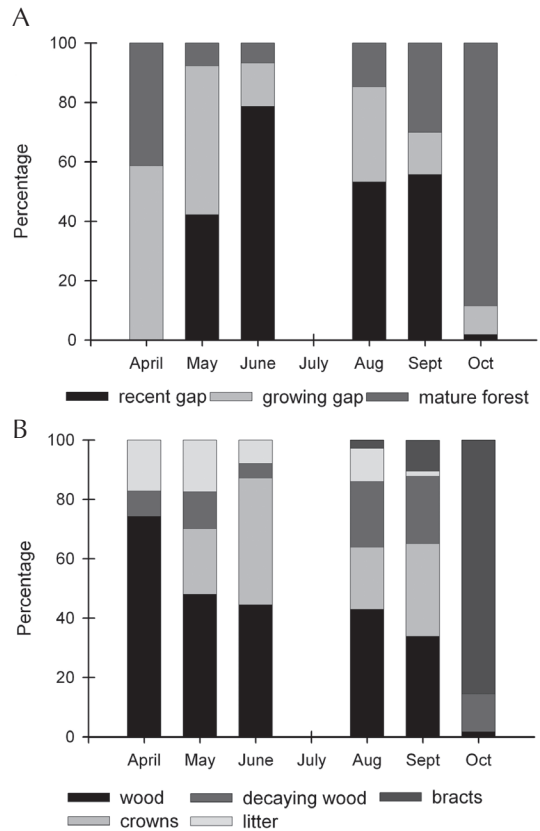 A
100
80
60
40
20
0
Percentage
April May June July Aug Sept Oct
recent gap growing gap mature forest
B
100
80
60
40
20
0
Percentage
April May June July Aug Sept Oct
wood decaying wood bracts
crowns litter